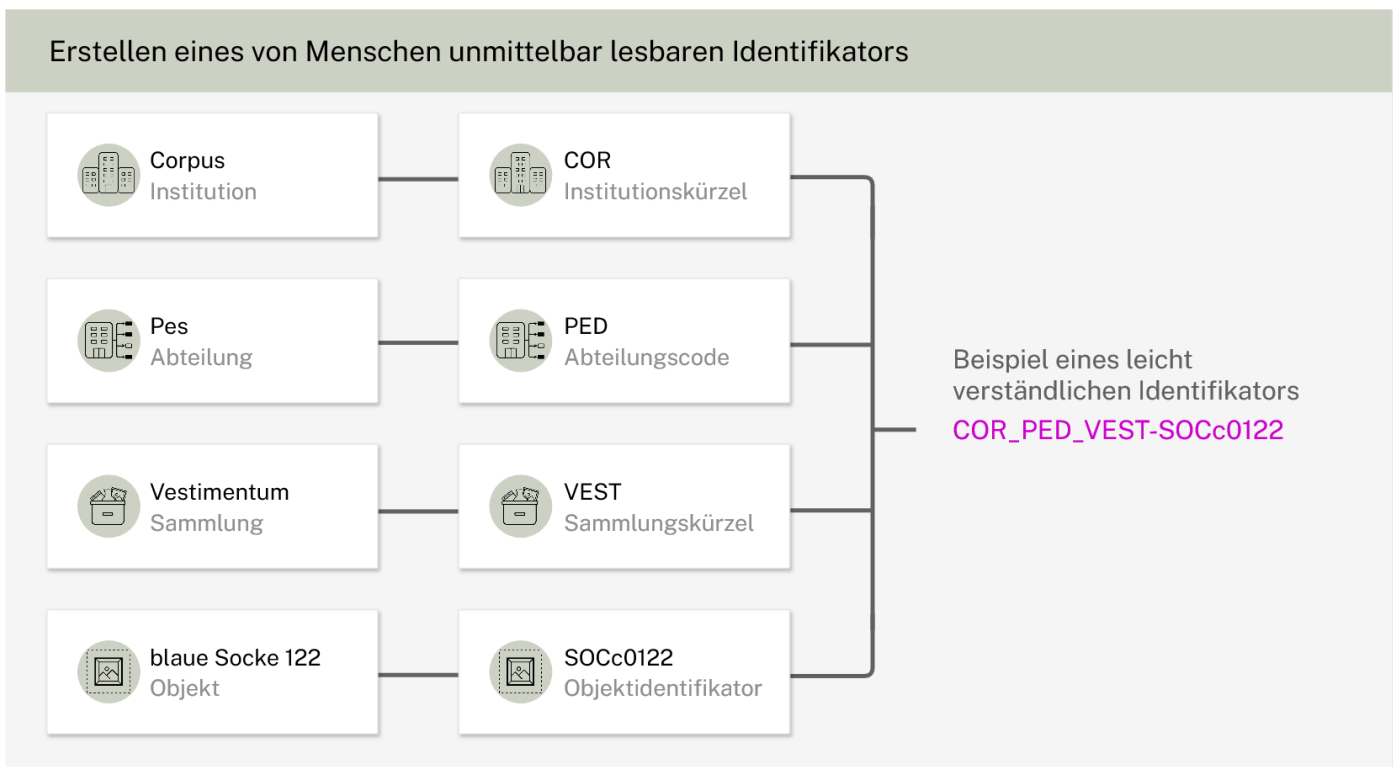 Erstellen eines von Menschen unmittelbar lesbaren Identifikators
Corpus
Institution
COR
Institutionskürzel
Pes
Abteilung
PED
Abteilungscode
Vestimentum
Sammlung
VEST
Sammlungskürzel
blaue Socke 122
Objekt
SOCc0122
Objektidentifikator
Beispiel eines leicht
verständlichen Identifikators
COR_PED_VEST-SOCc0122